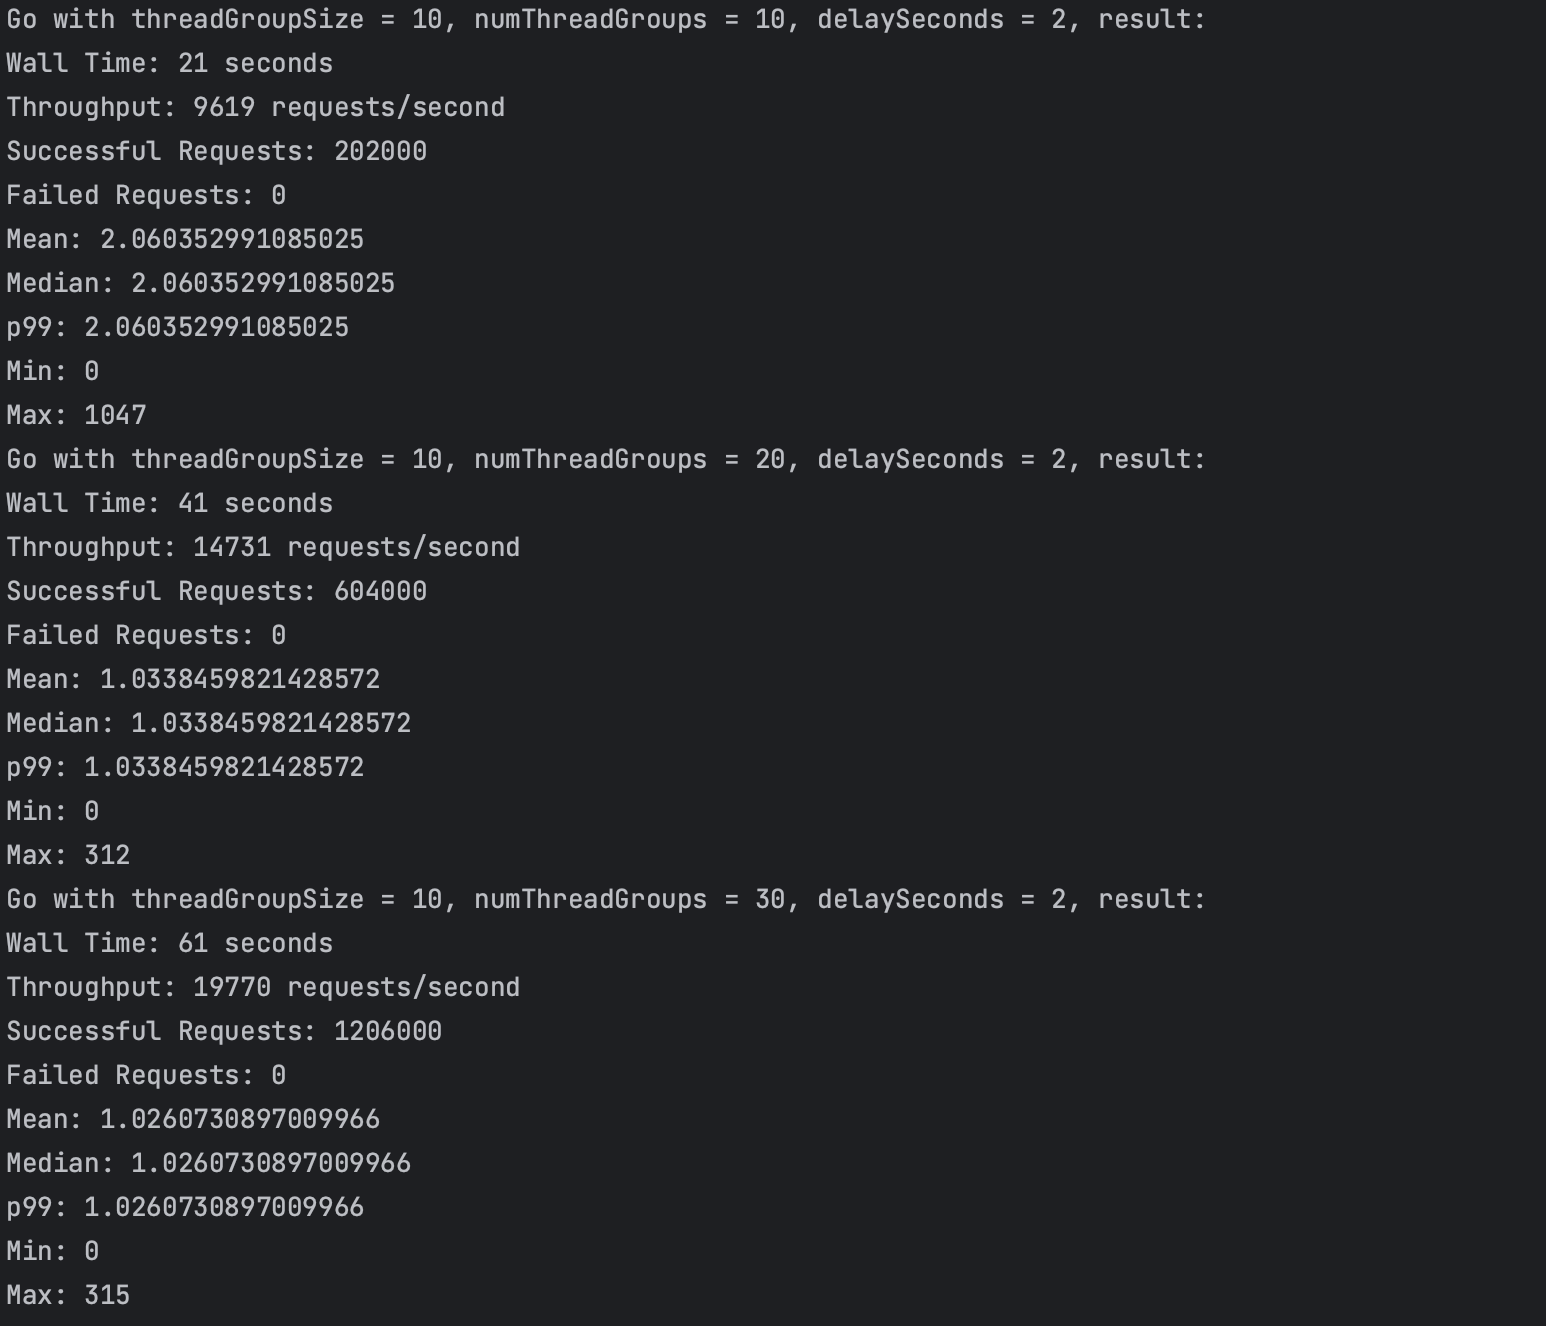 Go with threadGroupSize = 10, numThreadGroups = 10, delaySeconds = 2, result:
Wall Time: 21 seconds
Throughput: 9619 requests/second
Successful Requests: 202000
Failed Requests: 0
Mean: 2.060352991085025
Median: 2.060352991085025
p99: 2.060352991085025
Min: 0
Max: 1047
Go with threadGroupSize = 10, numThreadGroups = 20, delaySeconds = 2, result:
Wall Time: 41 seconds
Throughput: 14731 requests/second
Successful Requests: 604000
Failed Requests: 0
Mean: 1.0338459821428572
Median: 1.0338459821428572
p99: 1.0338459821428572
Min: 0
Max: 312
Go with threadGroupSize = 10, numThreadGroups = 30, delaySeconds = 2, result:
Wall Time: 61 seconds
Throughput: 19770 requests/second
Successful Requests: 1206000
Failed Requests: 0
Mean: 1.0260730897009966
Median: 1.0260730897009966
p99: 1.0260730897009966
Min: 0
Max: 315